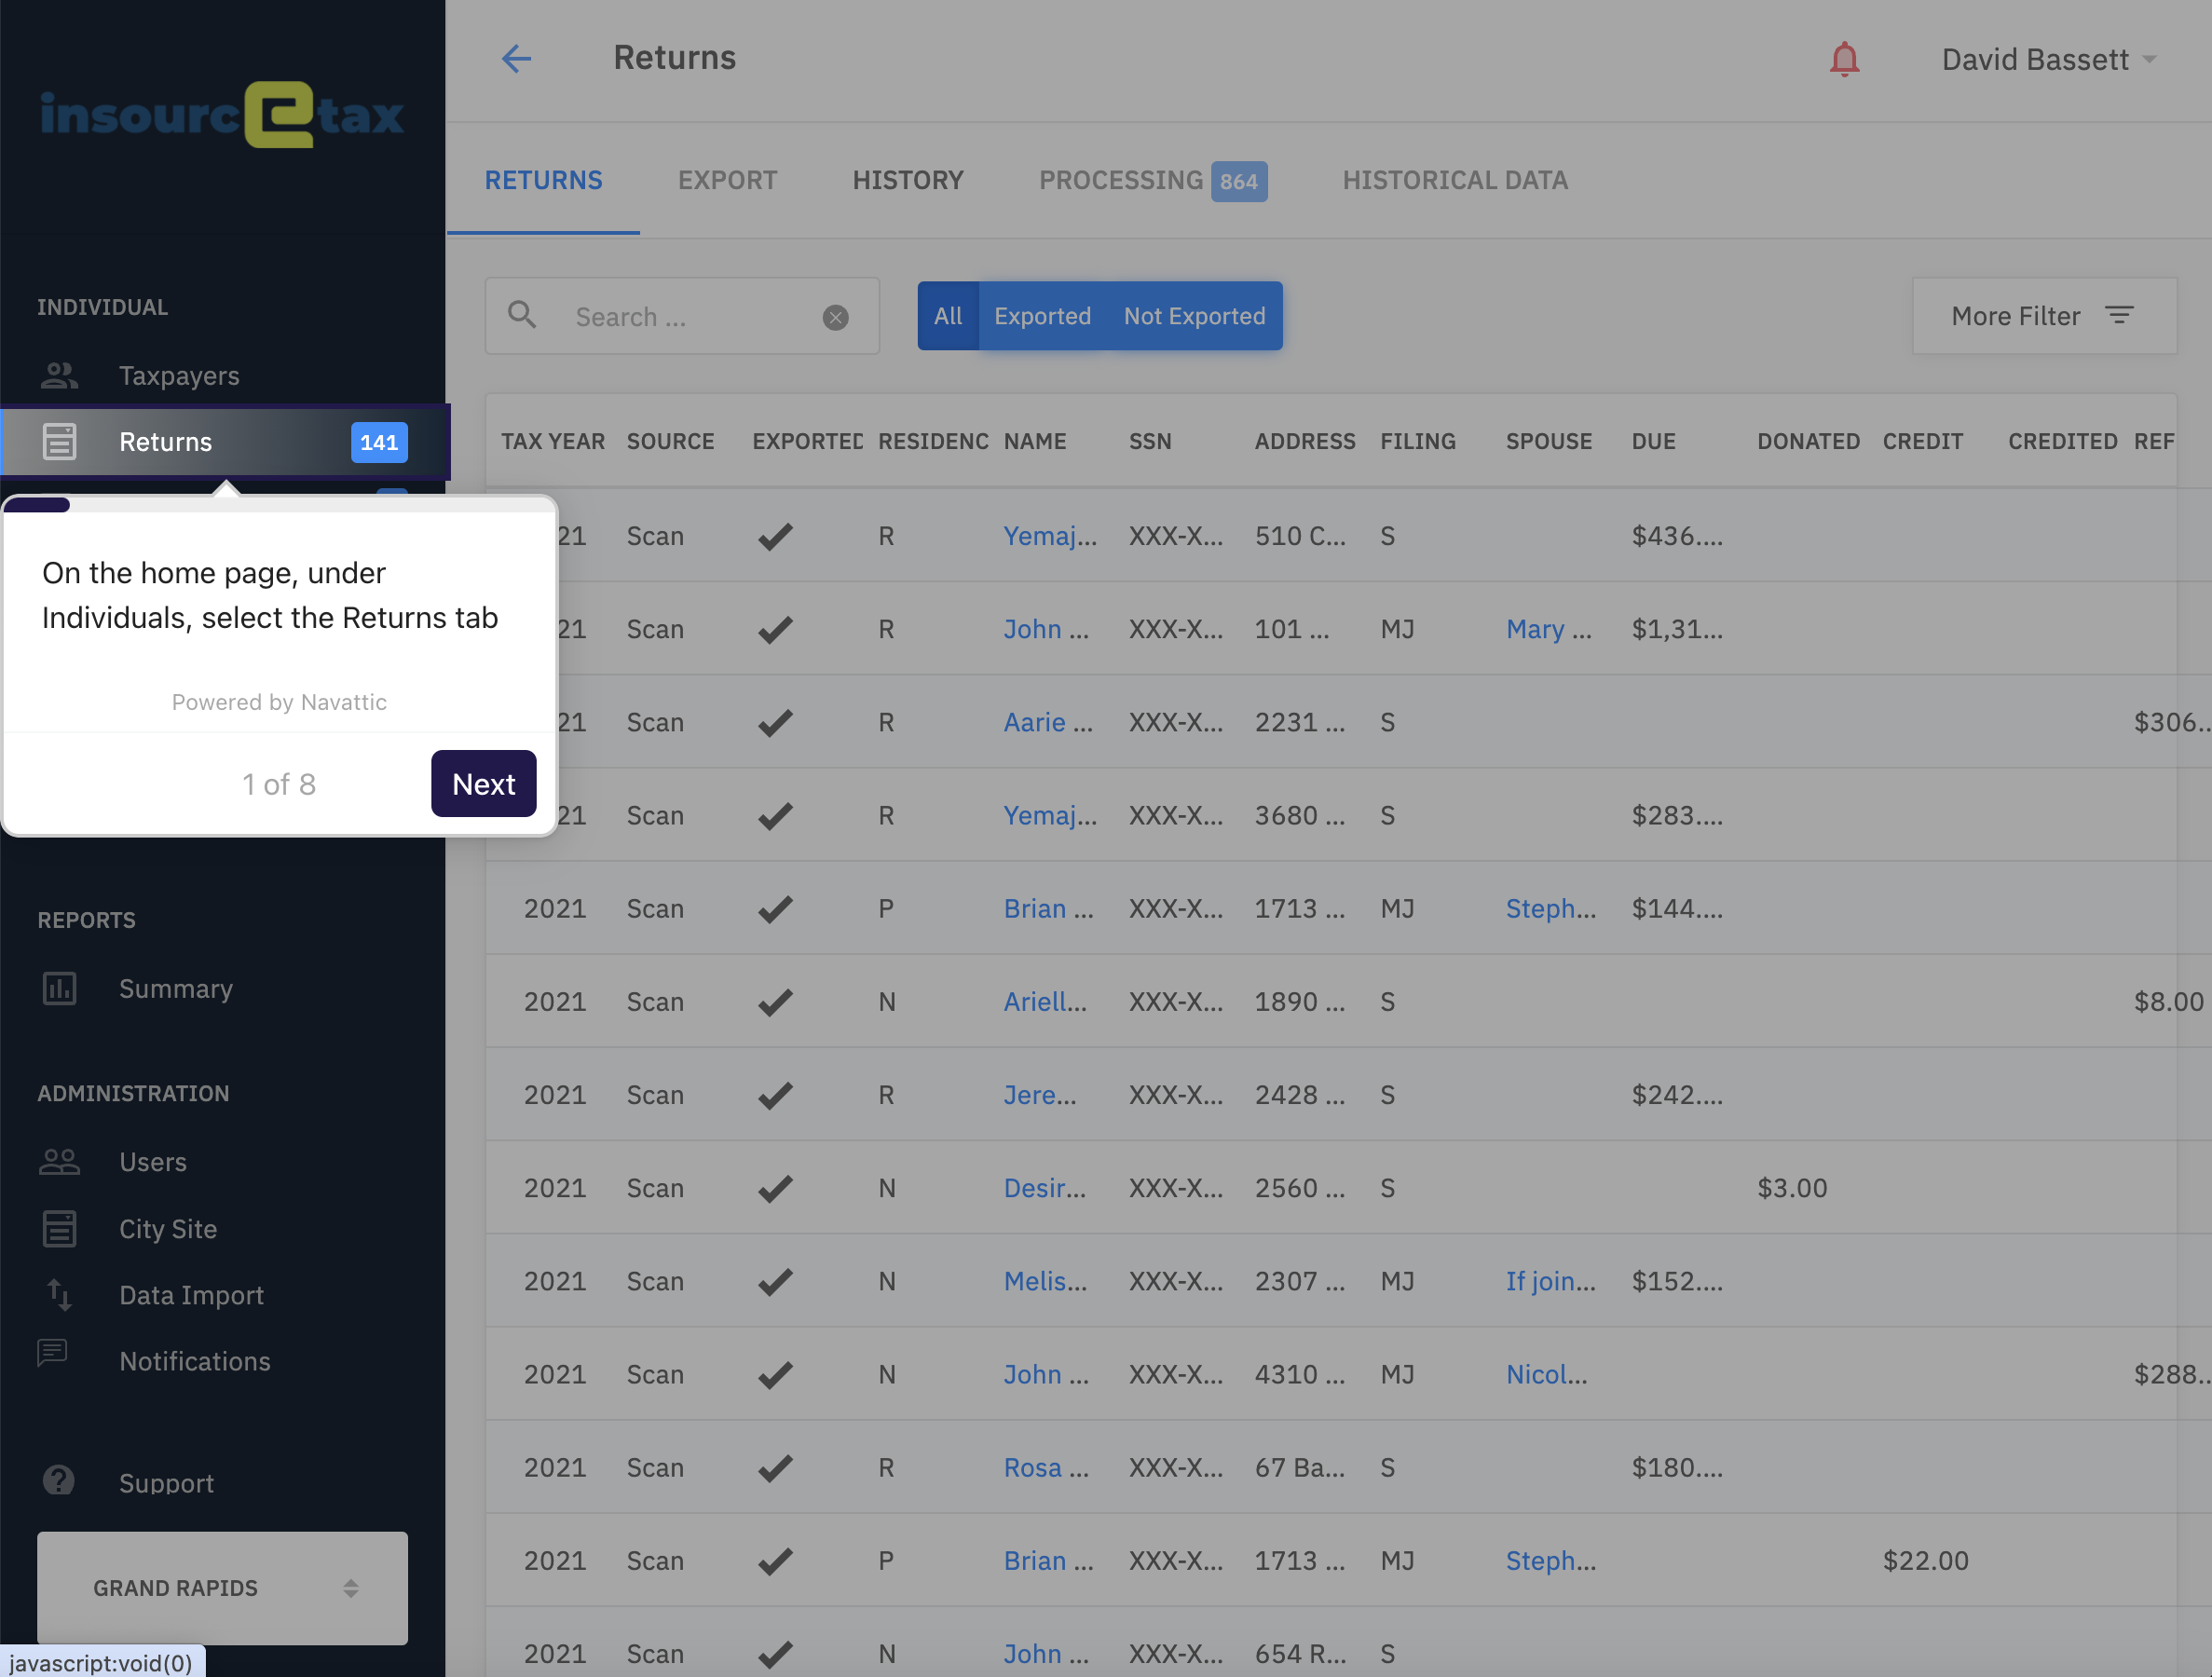 insourcetax
Returns
David Bassett
RETURNS EXPORT HISTORY PROCESSING 864 HISTORICAL DATA
Search ...
All Exported Not Exported
More Filter
INDIVIDUAL
Taxpayers
Returns 141
On the home page, under
Individuals, select the Returns tab
Powered by Navattic
1 of 8 Next
REPORTS
Summary
ADMINISTRATION
Users
City Site
Data Import
Notifications
Support
GRAND RAPIDS
javascript:void(0)
TAX YEAR SOURCE EXPORTED RESIDENC NAME SSN ADDRESS FILING SPOUSE DUE DONATED CREDIT CREDITED REF
21 Scan R Yemaj... XXX-X... 510 C... S $436....
21 Scan R John ... XXX-X... 101 ... MJ Mary ... $1,31...
21 Scan R Aarie ... XXX-X... 2231 ... S $306..
21 Scan R Yemaj... XXX-X... 3680 ... S $283....
2021 Scan P Brian ... XXX-X... 1713 ... MJ Steph... $144....
2021 Scan N Ariell... XXX-X... 1890 ... S $8.00
2021 Scan R Jere... XXX-X... 2428 ... S $242....
2021 Scan N Desir... XXX-X... 2560 ... S $3.00
2021 Scan N Melis... XXX-X... 2307 ... MJ If join... $152....
2021 Scan N John ... XXX-X... 4310 ... MJ Nicol... $288..
2021 Scan R Rosa ... XXX-X... 67 Ba... S $180....
2021 Scan P Brian ... XXX-X... 1713 ... MJ Steph... $22.00
2021 Scan N John ... XXX-X... 654 R... S